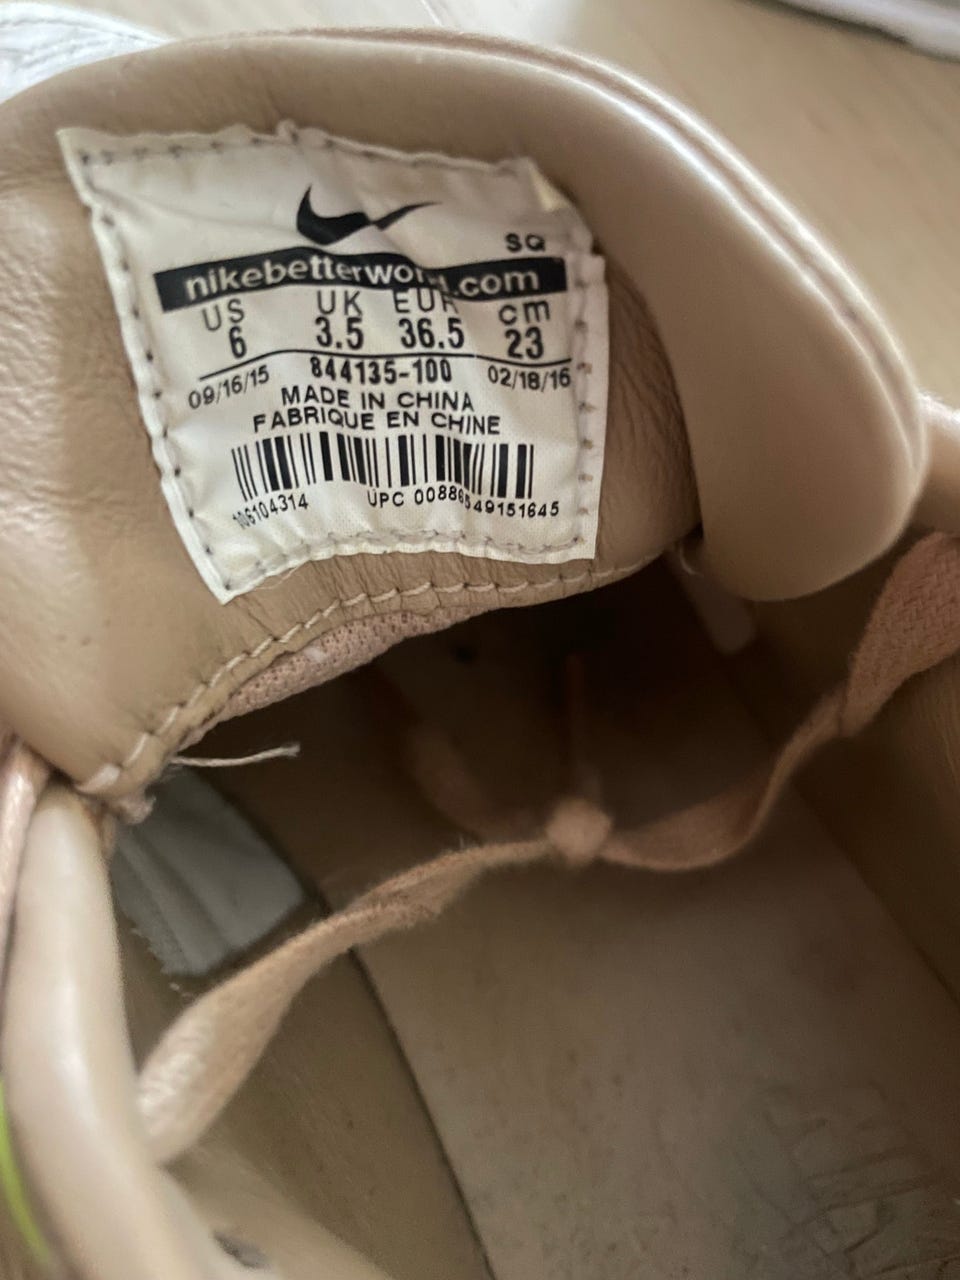 SQ
nikebetterworld.com
US UK EUR cm
6 3.5 36.5 23
09/16/15 844135-100 02/18/16
MADE IN CHINA
FABRIQUE EN CHINE
UPC 00886549151645